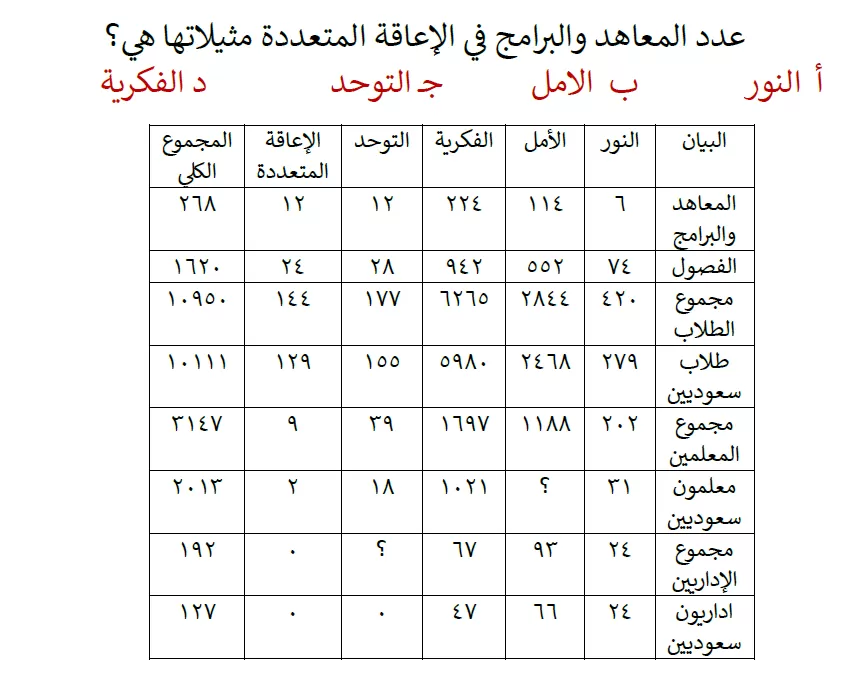 عدد المعاهد والبرامج في الإعاقة المتعددة مثيلاتها هي؟
أ النور ب الامل جـ التوحد د الفكرية
البيان النور الأمل الفكرية التوحد الإعاقة المتعددة المجموع الكلي
المعاهد والبرامج ٦ ١١٤ ٢٢٤ ١٢ ١٢ ٢٦٨
الفصول ٧٤ ٥٥٢ ٩٤٢ ٢٨ ٢٤ ١٦٢٠
مجموع الطلاب ٤٢٠ ٢٨٤٤ ٦٢٦٥ ١٧٧ ١٤٤ ١٠٩٥٠
طلاب سعوديين ٢٧٩ ٢٤٦٨ ٥٩٨٠ ١٥٥ ١٢٩ ١٠١١١
مجموع المعلمين ٢٠٢ ١١٨٨ ١٦٩٧ ٣٩ ٩ ٣١٤٧
معلمون سعوديين ٣١ ؟ ١٠٢١ ١٨ ٢ ٢٠١٣
مجموع الإداريين ٢٤ ٩٣ ٦٧ ؟ ٠ ١٩٢
اداريون سعوديين ٢٤ ٦٦ ٤٧ ٠ ٠ ١٢٧